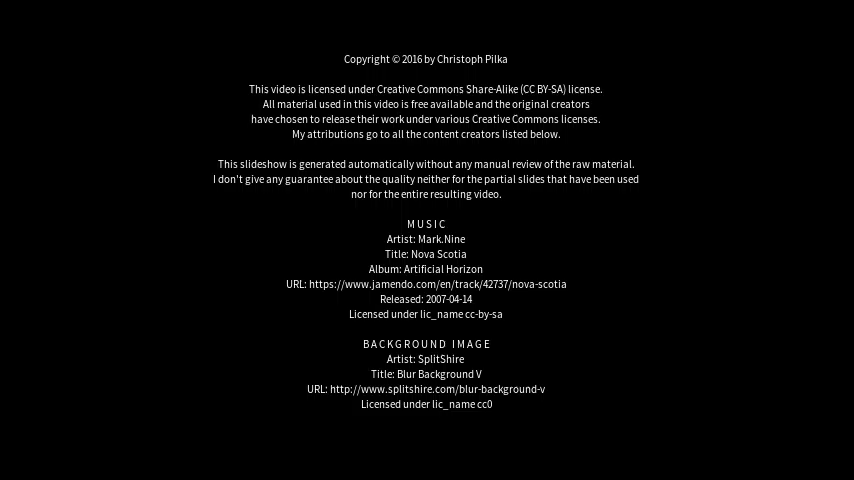 Copyright © 2016 by Christoph Pilka
This video is licensed under Creative Commons Share-Alike (CC BY-SA) license.
All material used in this video is free available and the original creators
have chosen to release their work under various Creative Commons licenses.
My attributions go to all the content creators listed below.
This slideshow is generated automatically without any manual review of the raw material.
I don't give any guarantee about the quality neither for the partial slides that have been used
nor for the entire resulting video.
MUSIC
Artist: Mark.Nine
Title: Nova Scotia
Album: Artificial Horizon
URL: https://www.jamendo.com/en/track/42737/nova-scotia
Released: 2007-04-14
Licensed under lic_name cc-by-sa
BACKGROUND IMAGE
Artist: SplitShire
Title: Blur Background V
URL: http://www.splitshire.com/blur-background-v
Licensed under lic_name cc0